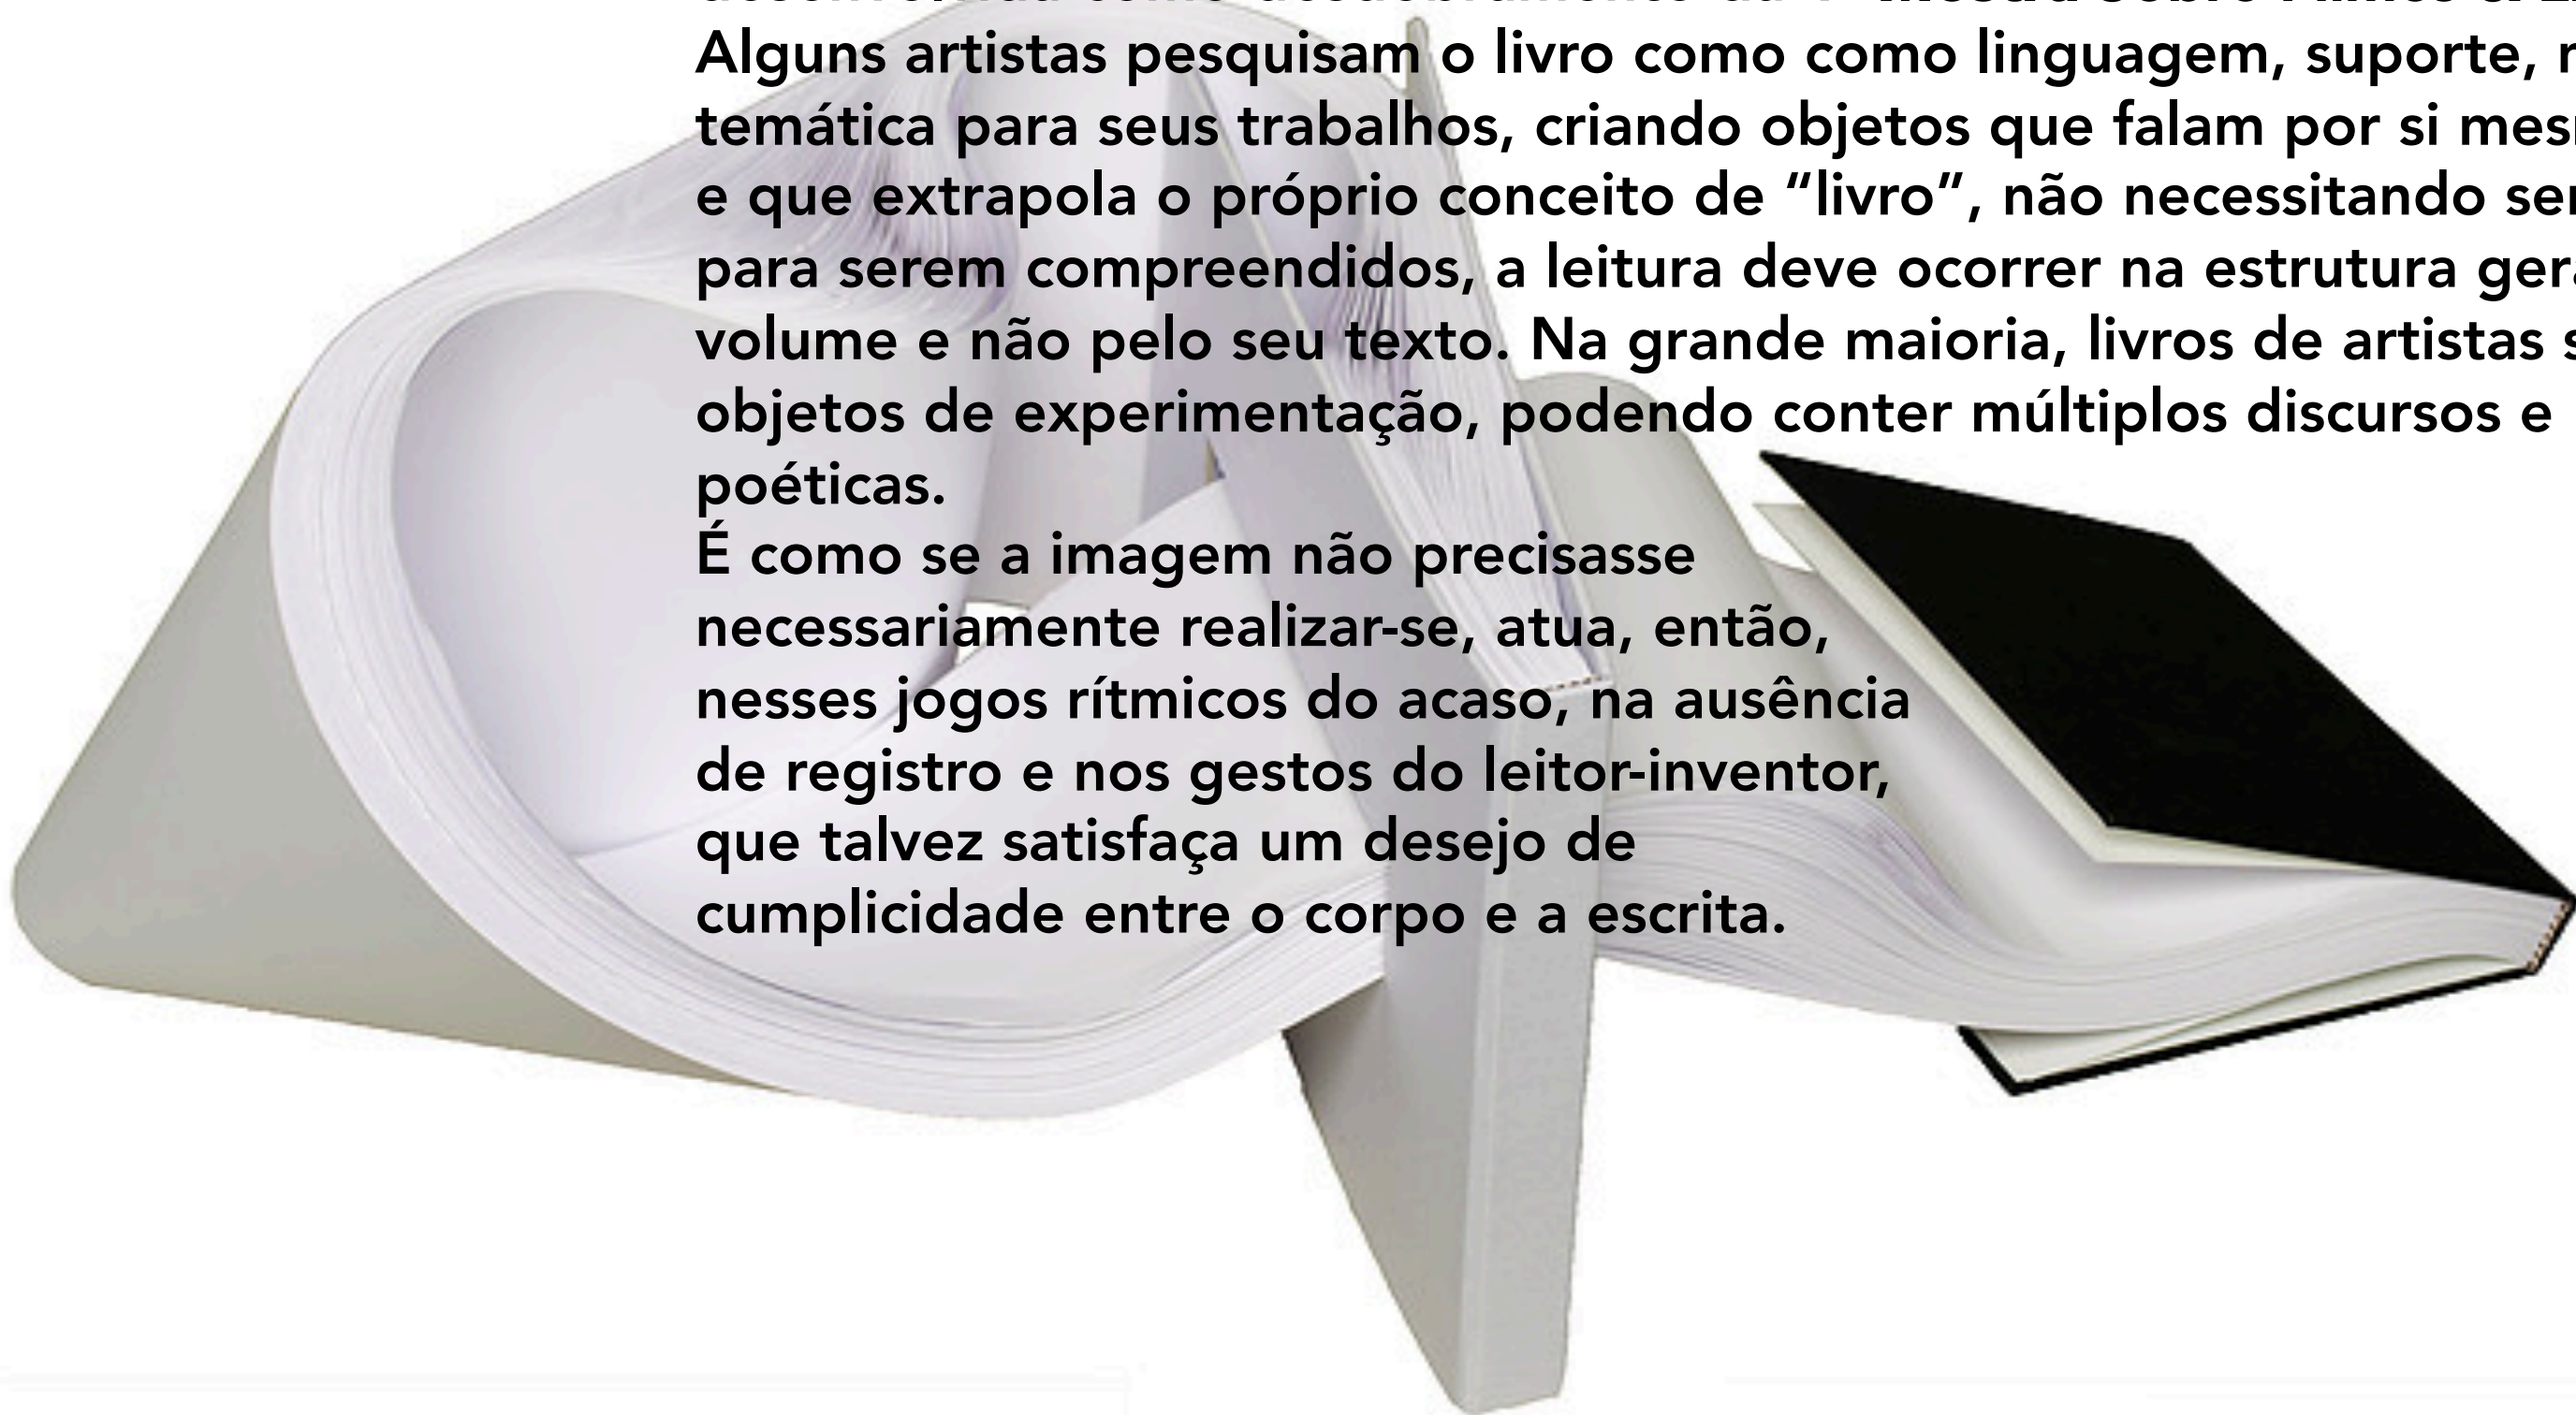 Alguns artistas pesquisam o livro como como linguagem, suporte,
temática para seus trabalhos, criando objetos que falam por si
e que extrapola o próprio conceito de “livro”, não necessitando
para serem compreendidos, a leitura deve ocorrer na estrutura
volume e não pelo seu texto. Na grande maioria, livros de artistas
objetos de experimentação, podendo conter múltiplos discursos e
poéticas.
É como se a imagem não precisasse
necessariamente realizar-se, atua, então,
nesses jogos rítmicos do acaso, na ausência
de registro e nos gestos do leitor-inventor,
que talvez satisfaça um desejo de
cumplicidade entre o corpo e a escrita.